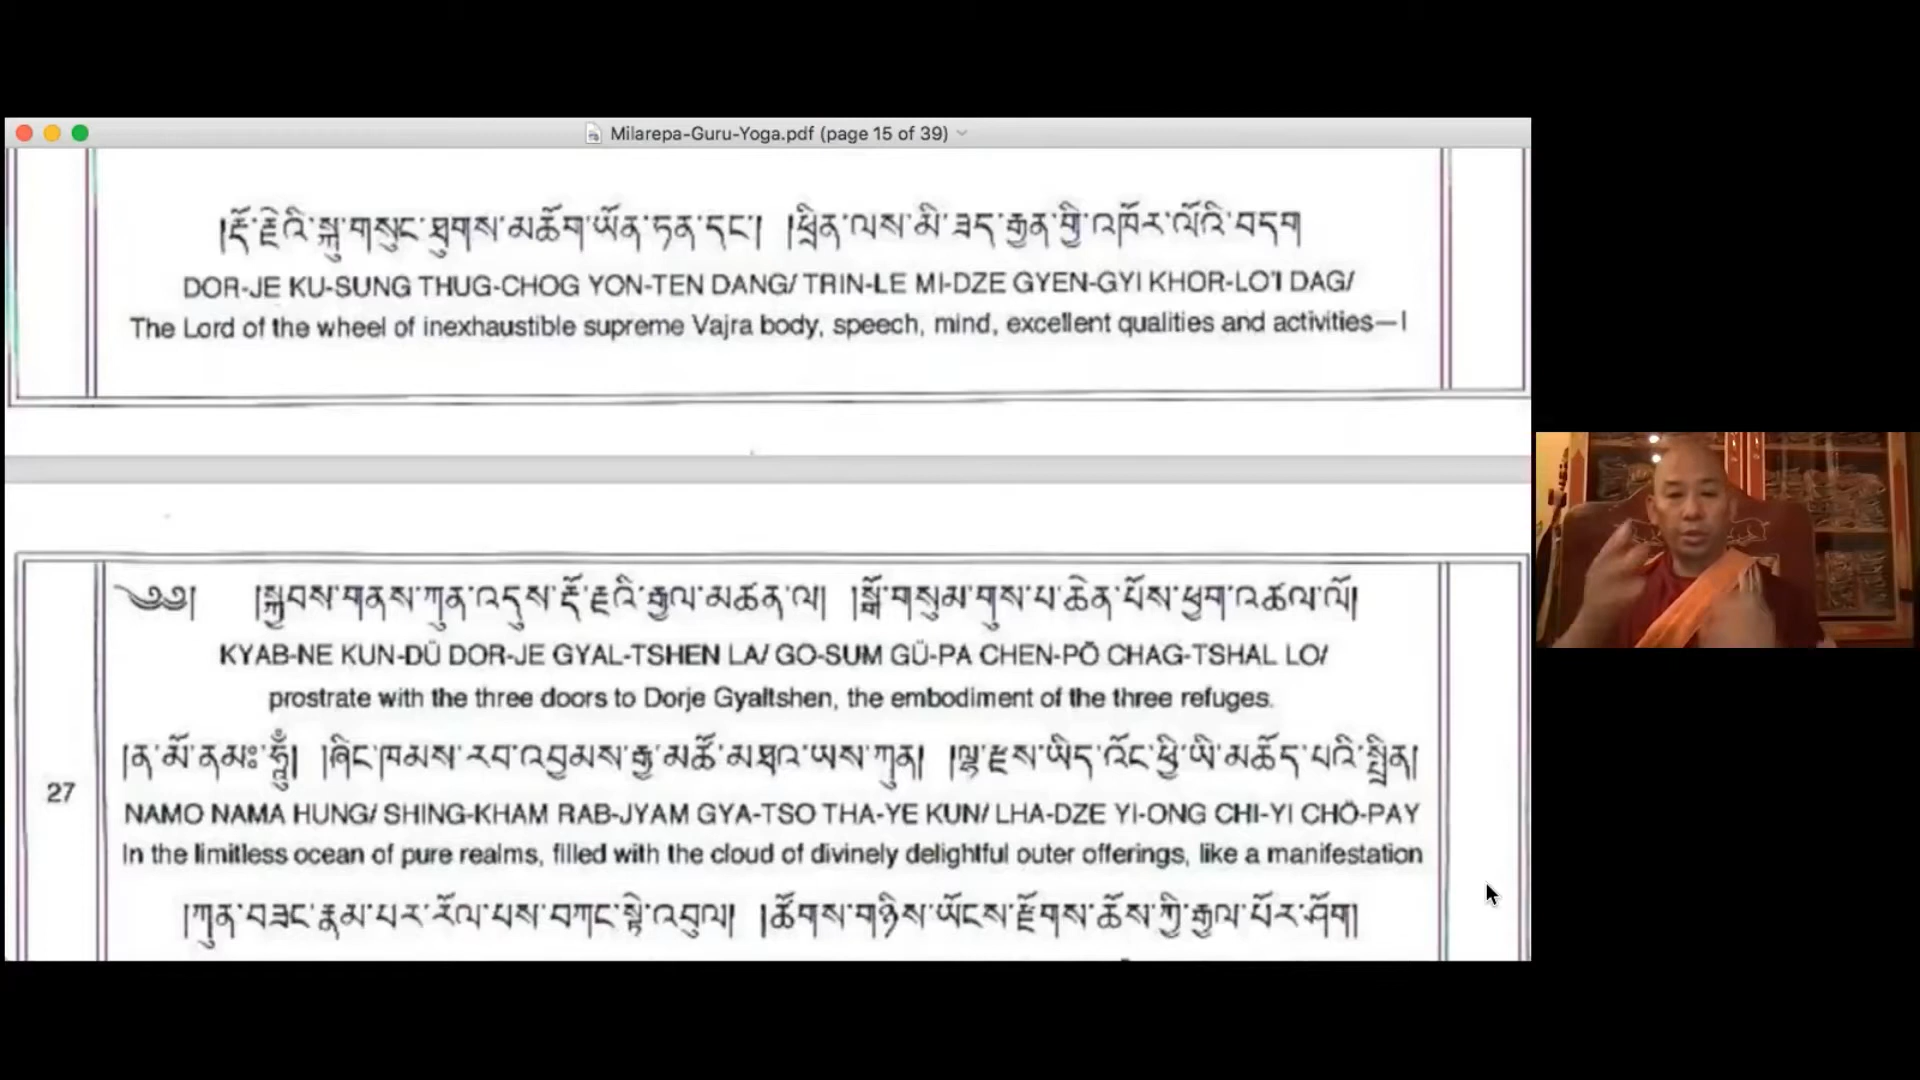 Milarepa-Guru-Yoga.pdf (page 15 of 39)
།རྡོ་རྗེའི་སྐུ་གསུང་ཐུགས་མཆོག་ཡོན་ཏན་དང་། །ཕྲིན་ལས་མི་ཟད་རྒྱན་གྱི་འཁོར་ལོའི་བདག
DOR-JE KU-SUNG THUG-CHOG YON-TEN DANG/ TRIN-LE MI-DZE GYEN-GYI KHOR-LO'I DAG/
The Lord of the wheel of inexhaustible supreme Vajra body, speech, mind, excellent qualities and activities—I
༄༅། །སྐྱབས་གནས་ཀུན་འདུས་རྡོ་རྗེའི་རྒྱལ་མཚན་ལ། །སྒོ་གསུམ་གུས་པ་ཆེན་པོས་ཕྱག་འཚལ་ལོ།
KYAB-NE KUN-DÜ DOR-JE GYAL-TSHEN LA/ GO-SUM GÜ-PA CHEN-PÖ CHAG-TSHAL LO/
prostrate with the three doors to Dorje Gyaltshen, the embodiment of the three refuges.
།ན་མོ་ནམཿ་ཧཱུྃ། །ཞིང་ཁམས་རབ་འབྱམས་རྒྱ་མཚོ་མཐའ་ཡས་ཀུན། །ལྷ་རྫས་ཡིད་འོང་ཕྱི་ཡི་མཆོད་པའི་སྤྲིན།
27
NAMO NAMA HUNG/ SHING-KHAM RAB-JYAM GYA-TSO THA-YE KUN/ LHA-DZE YI-ONG CHI-YI CHÖ-PAY
In the limitless ocean of pure realms, filled with the cloud of divinely delightful outer offerings, like a manifestation
།ཀུན་བཟང་རྣམ་པར་རོལ་པས་བཀང་སྟེ་འབུལ། །ཚོགས་གཉིས་ཡོངས་རྫོགས་ཆོས་ཀྱི་རྒྱལ་པོར་ཤོག།